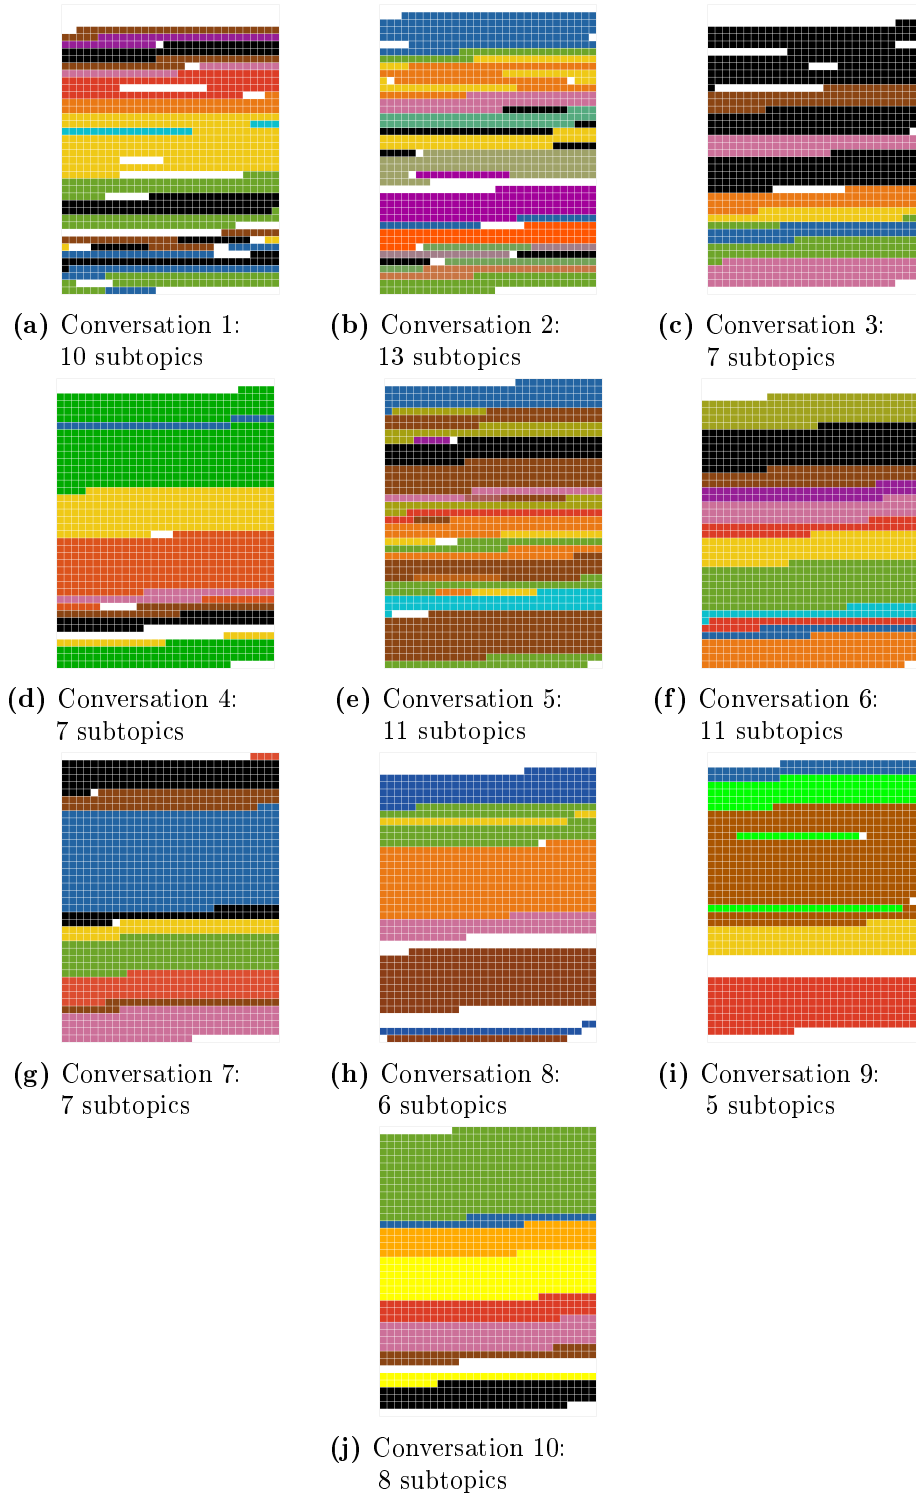 (a) Conversation 1:
10 subtopics
(b) Conversation 2:
13 subtopics
(c) Conversation 3:
7 subtopics
(d) Conversation 4:
7 subtopics
(e) Conversation 5:
11 subtopics
(f) Conversation 6:
11 subtopics
(g) Conversation 7:
7 subtopics
(h) Conversation 8:
6 subtopics
(i) Conversation 9:
5 subtopics
(j) Conversation 10:
8 subtopics